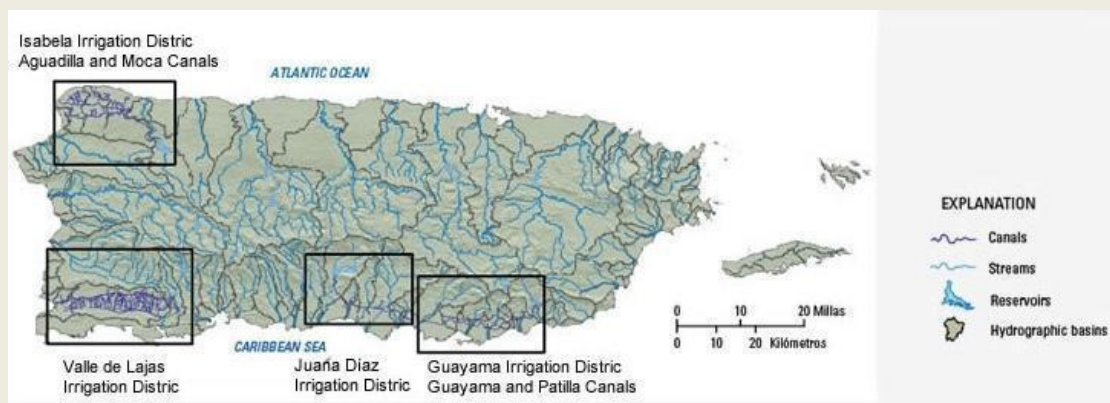 Isabela Irrigation Distric
Aguadilla and Moca Canals
ATLANTIC OCEAN
EXPLANATION
Canals
Streams
Reservoirs
Hydrographic basins
0 10 20 Millas
0 10 20 Kilómetros
CARIBBEAN SEA
Valle de Lajas
Irrigation Distric
Juana Díaz
Irrigation Distric
Guayama Irrigation Distric
Guayama and Patilla Canals